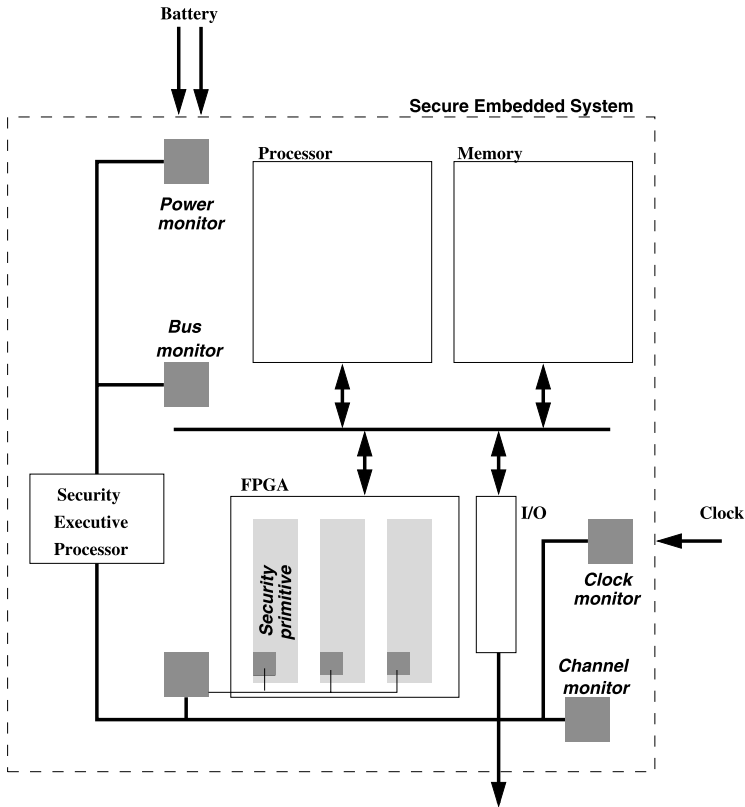 Battery
Secure Embedded System
Processor
Memory
Power
monitor
Bus
monitor
Security
Executive
Processor
FPGA
I/O
Clock
Security
primitive
Clock
monitor
Channel
monitor